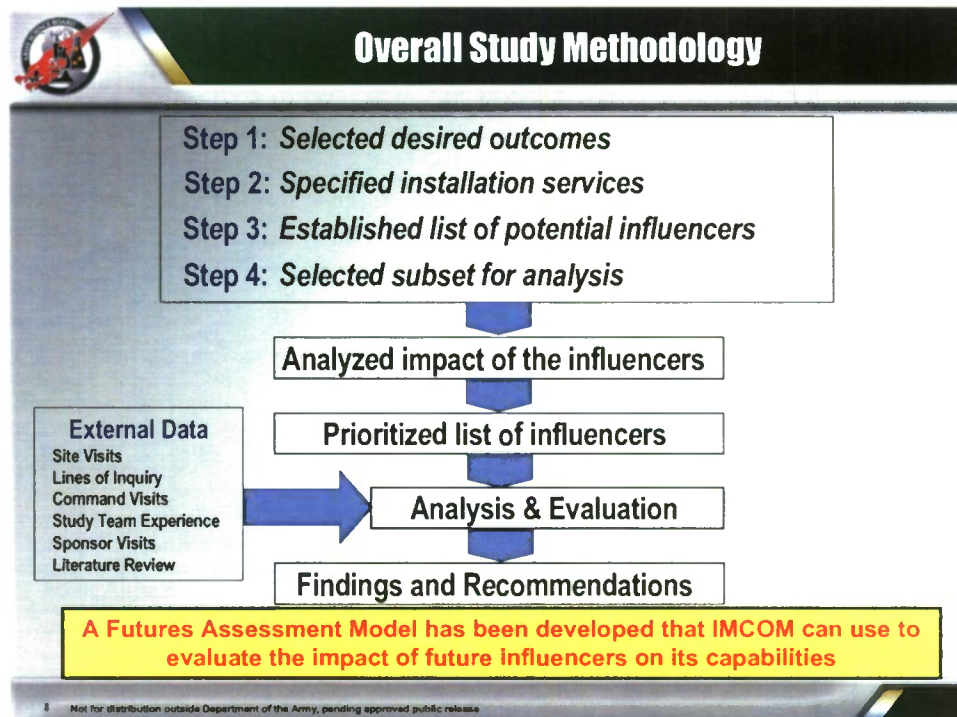 Overall Study Methodology
Step 1: Selected desired outcomes
Step 2: Specified installation services
Step 3: Established list of potential influencers
Step 4: Selected subset for analysis
Analyzed impact of the influencers
Prioritized list of influencers
External Data
Site Visits
Lines of Inquiry
Command Visits
Study Team Experience
Sponsor Visits
Literature Review
Analysis & Evaluation
Findings and Recommendations
A Futures Assessment Model has been developed that IMCOM can use to
evaluate the impact of future influencers on its capabilities
Not for distribution outside Department of the Army, pending approved public release